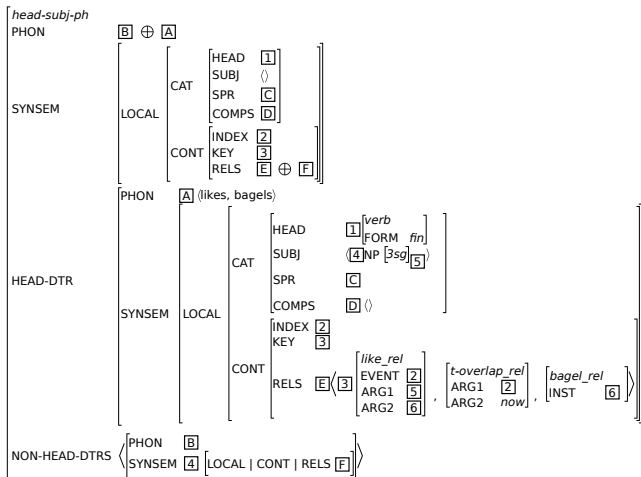 head-subj-ph
PHON B ⊕ A
HEAD 1
SUBJ ⟨⟩
CAT
SPR C
COMPS D
SYNSEM LOCAL
INDEX 2
CONT KEY 3
RELS E ⊕ F
PHON A ⟨likes, bagels⟩
HEAD 1 verb
FORM fin
SUBJ ⟨4 NP [3sg] 5⟩
CAT
SPR C
HEAD-DTR
COMPS D ⟨⟩
SYNSEM LOCAL
INDEX 2
KEY 3
like_rel
CONT EVENT 2 t-overlap_rel bagel_rel
RELS E ⟨3 ARG1 5 , ARG1 2 , INST 6⟩
ARG2 6 ARG2 now
PHON B
NON-HEAD-DTRS ⟨ ⟩
SYNSEM 4 [LOCAL | CONT | RELS F]